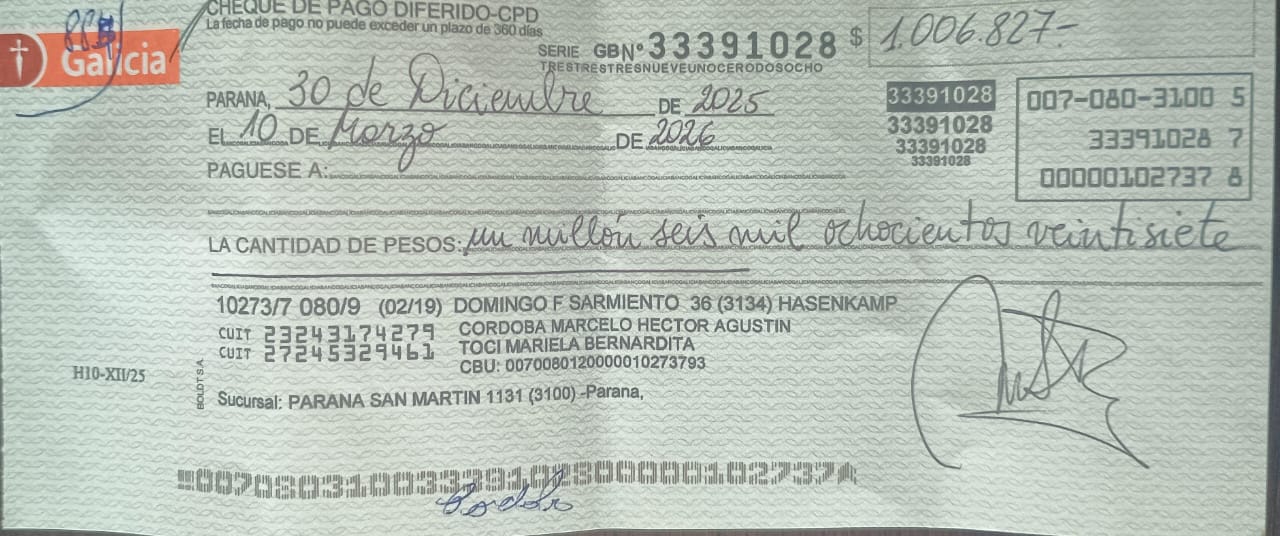 CHEQUE DE PAGO DIFERIDO-CPD
La fecha de pago no puede exceder un plazo de 360 días
Galicia
SERIE GB Nº 33391028 $ 1.006.827.-
TRESTRESTRESNUEVEUNOCERODOSOCHO
PARANA, 30 de Diciembre DE 2025
EL 10 DE Marzo DE 2026
PAGUESE A:
33391028
33391028
33391028
33391028
007-080-3100 5
33391028 7
00000102737 8
LA CANTIDAD DE PESOS: un millón seis mil ochocientos veintisiete
10273/7 080/9 (02/19) DOMINGO F SARMIENTO 36 (3134) HASENKAMP
CUIT 23243174279 CORDOBA MARCELO HECTOR AGUSTIN
CUIT 27245329461 TOCI MARIELA BERNARDITA
CBU: 0070080120000010273793
H10-XII/25
BOLDT S.A.
Sucursal: PARANA SAN MARTIN 1131 (3100) -Parana,
00708031003339102800000102737